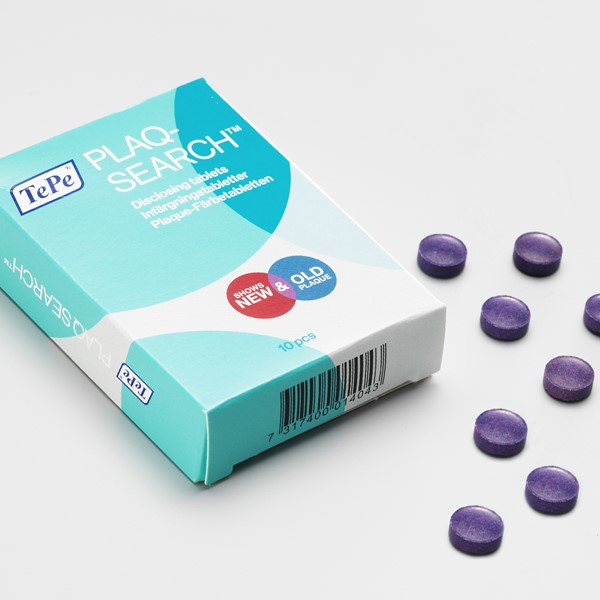 TePe
PLAQ-
SEARCH™
Disclosing tablets
Infärgningstabletter
Plaque-Färbetabletten
SHOWS
NEW
&
OLD
PLAQUE
10 pcs
7 317400 014043
PLAQ SEARCH™
TePe